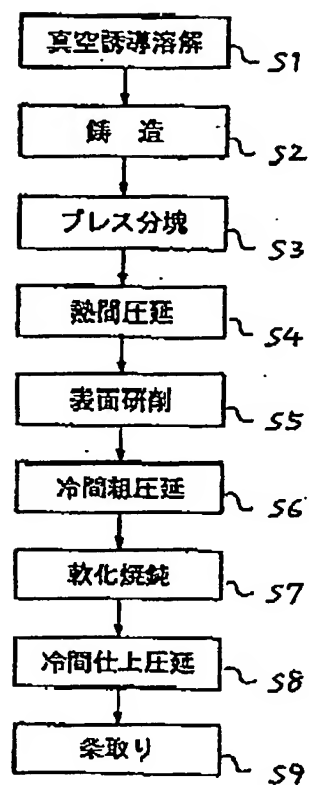 真空誘導溶解 S1
鋳 造 S2
プレス分塊 S3
熱間圧延 S4
表面研削 S5
冷間粗圧延 S6
軟化焼鈍 S7
冷間仕上圧延 S8
条取り S9